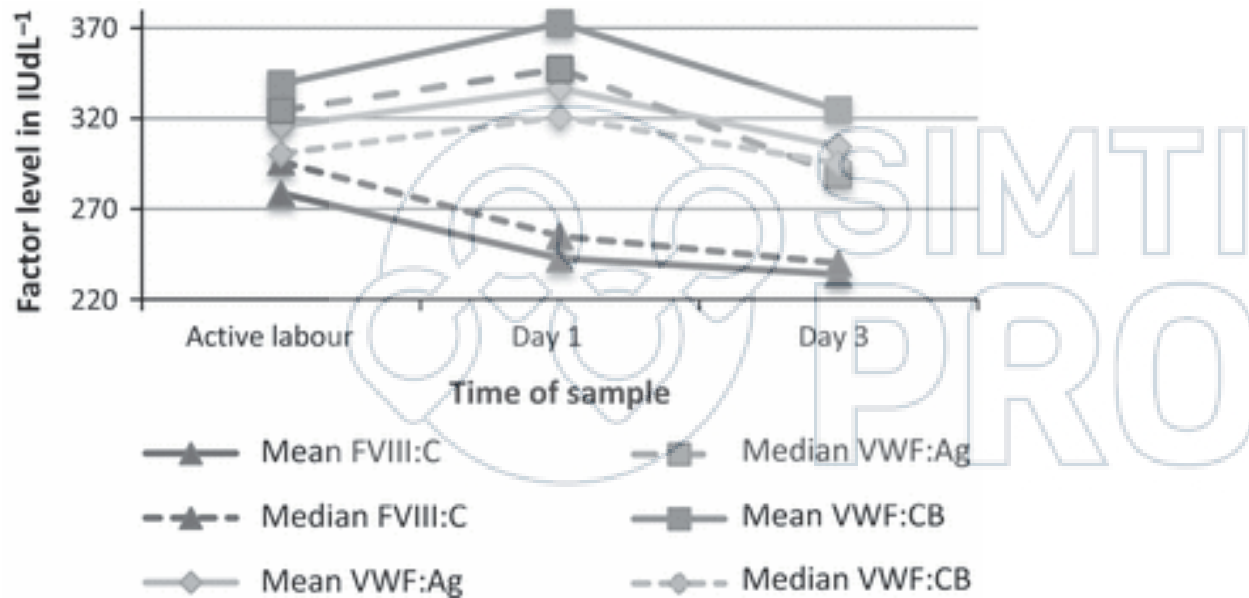 Factor level in IUdL⁻¹
370
320
270
220
Active labour Day 1 Day 3
Time of sample
Mean FVIII:C Median VWF:Ag
Median FVIII:C Mean VWF:CB
Mean VWF:Ag Median VWF:CB
SIMTI
PRO